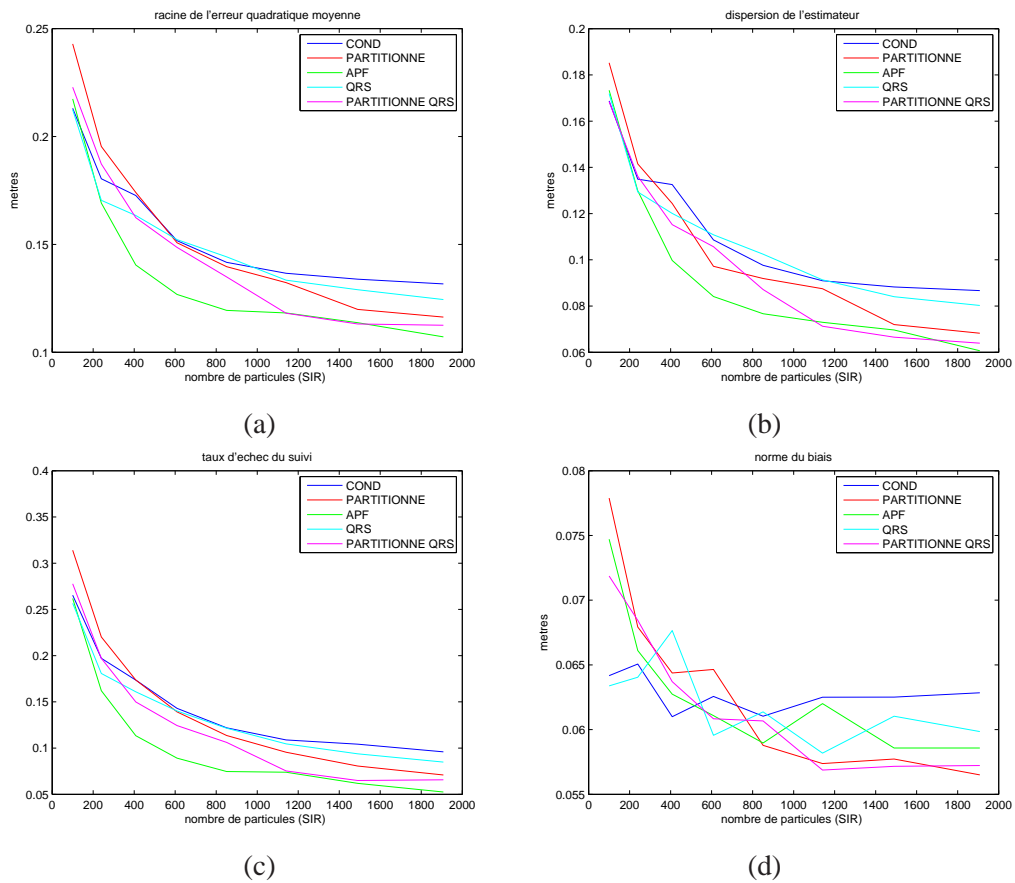 racine de l'erreur quadratique moyenne
0.25
0.2
0.15
0.1
metres
0 200 400 600 800 1000 1200 1400 1600 1800 2000
nombre de particules (SIR)
COND
PARTITIONNE
APF
QRS
PARTITIONNE QRS
(a)
dispersion de l'estimateur
0.2
0.18
0.16
0.14
0.12
0.1
0.08
0.06
metres
0 200 400 600 800 1000 1200 1400 1600 1800 2000
nombre de particules (SIR)
COND
PARTITIONNE
APF
QRS
PARTITIONNE QRS
(b)
taux d'echec du suivi
0.4
0.35
0.3
0.25
0.2
0.15
0.1
0.05
0 200 400 600 800 1000 1200 1400 1600 1800 2000
nombre de particules (SIR)
COND
PARTITIONNE
APF
QRS
PARTITIONNE QRS
(c)
norme du biais
0.08
0.075
0.07
0.065
0.06
0.055
metres
0 200 400 600 800 1000 1200 1400 1600 1800 2000
nombre de particules (SIR)
COND
PARTITIONNE
APF
QRS
PARTITIONNE QRS
(d)